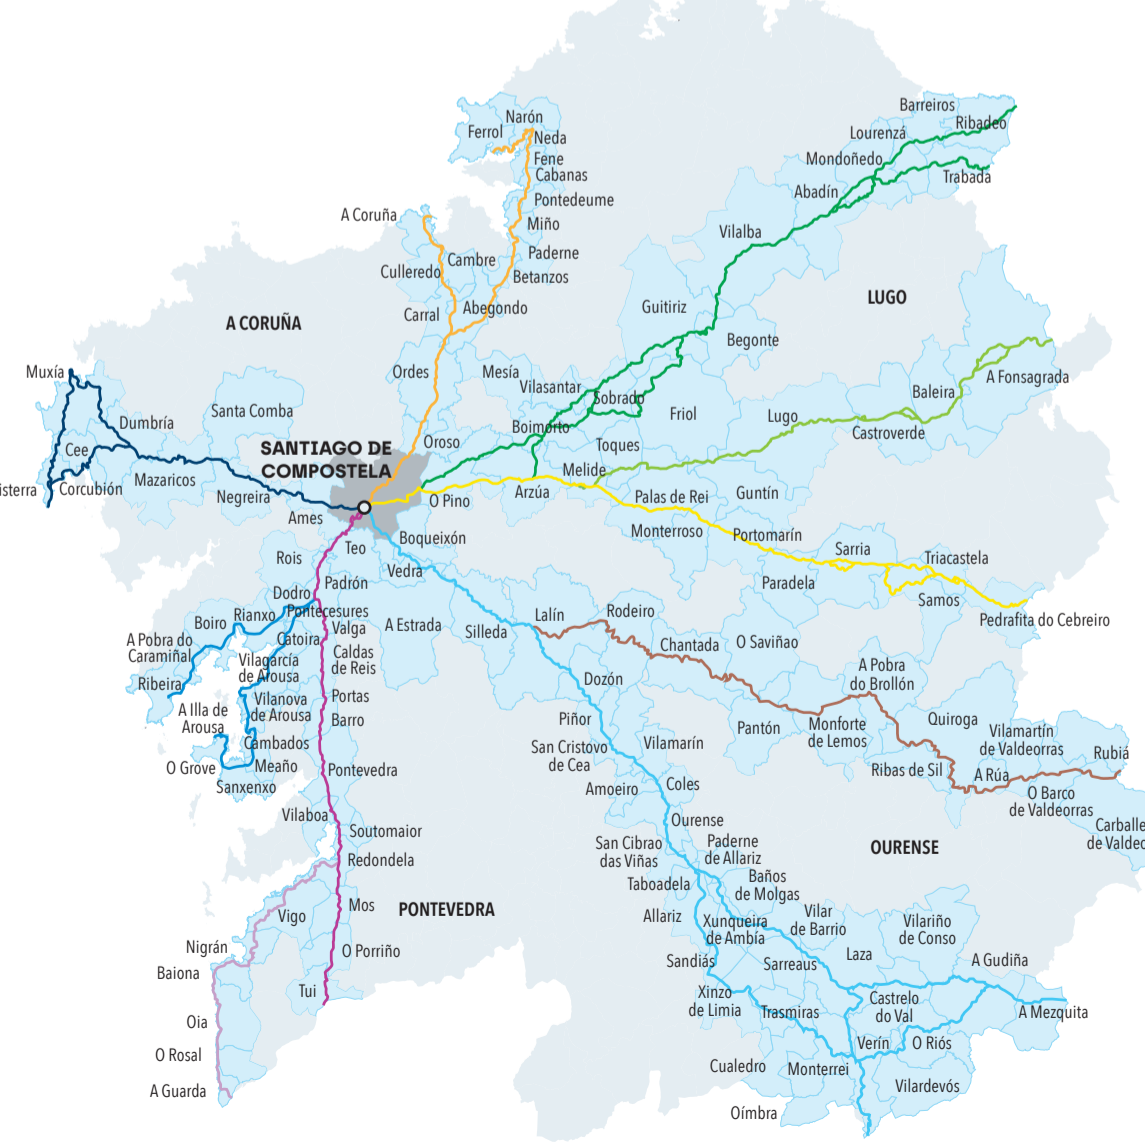 Barreiros
Narón
Ribadeo
Ferrol
Neda
Lourenzá
Fene
Mondoñedo
Cabanas
Trabada
Abadín
Pontedeume
A Coruña
Miño
Vilalba
Paderne
Cambre
Culleredo
Betanzos
LUGO
Guitiriz
Abegondo
Carral
A CORUÑA
Begonte
Muxía
Ordes
Mesía
A Fonsagrada
Vilasantar
Baleira
Sobrado
Santa Comba
Friol
Lugo
Dumbría
Boimorto
Castroverde
Oroso
Toques
SANTIAGO DE
COMPOSTELA
Cee
Melide
Mazaricos
isterra
Corcubión
Arzúa
Guntín
Negreira
O Pino
Palas de Rei
Ames
Monterroso
Portomarín
Boqueixón
Teo
Sarria
Triacastela
Rois
Vedra
Padrón
Paradela
Dodro
Samos
Pontecesures
Rodeiro
Rianxo
Lalín
Pedrafita do Cebreiro
Boiro
Valga
A Estrada
Silleda
A Pobra do
Caramiñal
Catoira
Chantada
O Saviñao
Caldas
de Reis
Vilagarcía
de Arousa
A Pobra
do Brollón
Ribeira
Dozón
Portas
Vilanova
de Arousa
A Illa de
Arousa
Barro
Piñor
Quiroga
Pantón
Monforte
de Lemos
Vilamartín
de Valdeorras
Cambados
Vilamarín
San Cristovo
de Cea
Rubiá
O Grove
Meaño
Pontevedra
Ribas de Sil
A Rúa
Sanxenxo
Coles
Amoeiro
O Barco
de Valdeorras
Vilaboa
Ourense
Soutomaior
Carballe
de Valdeo
San Cibrao
das Viñas
Paderne
de Allariz
OURENSE
Redondela
Taboadela
Baños
de Molgas
Mos
PONTEVEDRA
Vigo
Allariz
Xunqueira
de Ambía
Vilar
de Barrio
Vilariño
de Conso
Nigrán
O Porriño
Laza
Sandiás
Sarreaus
A Gudiña
Baiona
Tui
Xinzo
de Limia
Castrelo
do Val
Trasmiras
A Mezquita
Oia
Verín
O Riós
O Rosal
Cualedro
Monterrei
A Guarda
Vilardevós
Oímbra